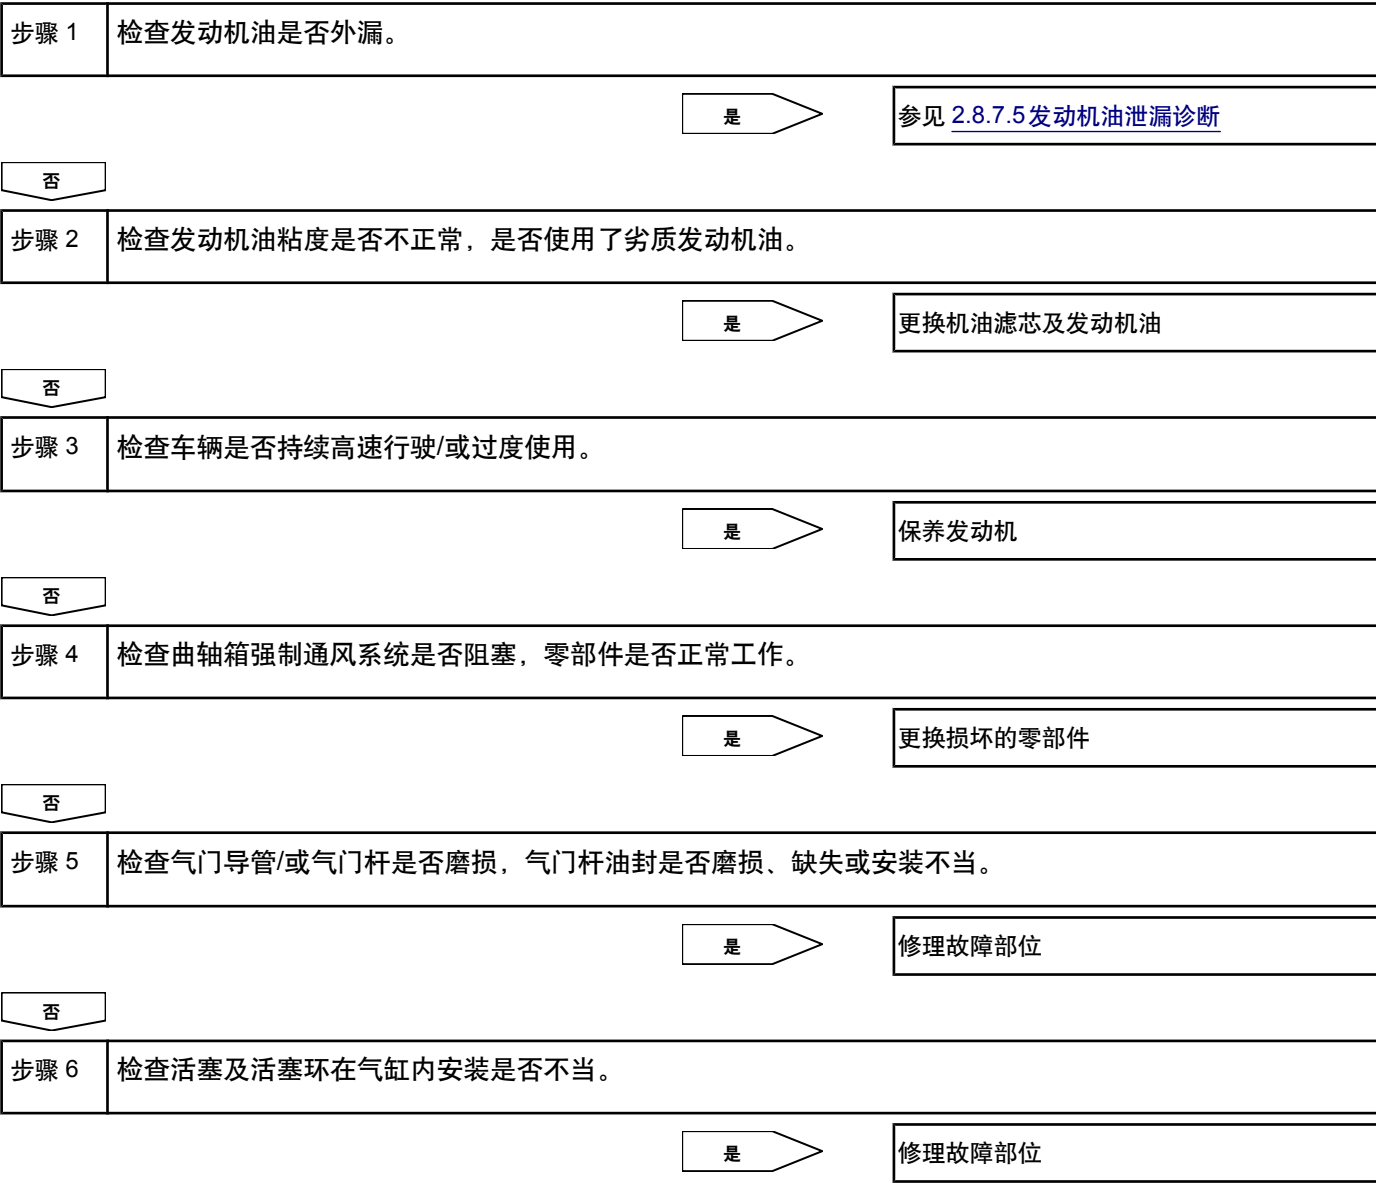 步骤 1
检查发动机油是否外漏。
是
参见 2.8.7.5发动机油泄漏诊断
否
步骤 2
检查发动机油粘度是否不正常，是否使用了劣质发动机油。
是
更换机油滤芯及发动机油
否
步骤 3
检查车辆是否持续高速行驶/或过度使用。
是
保养发动机
否
步骤 4
检查曲轴箱强制通风系统是否阻塞，零部件是否正常工作。
是
更换损坏的零部件
否
步骤 5
检查气门导管/或气门杆是否磨损，气门杆油封是否磨损、缺失或安装不当。
是
修理故障部位
否
步骤 6
检查活塞及活塞环在气缸内安装是否不当。
是
修理故障部位